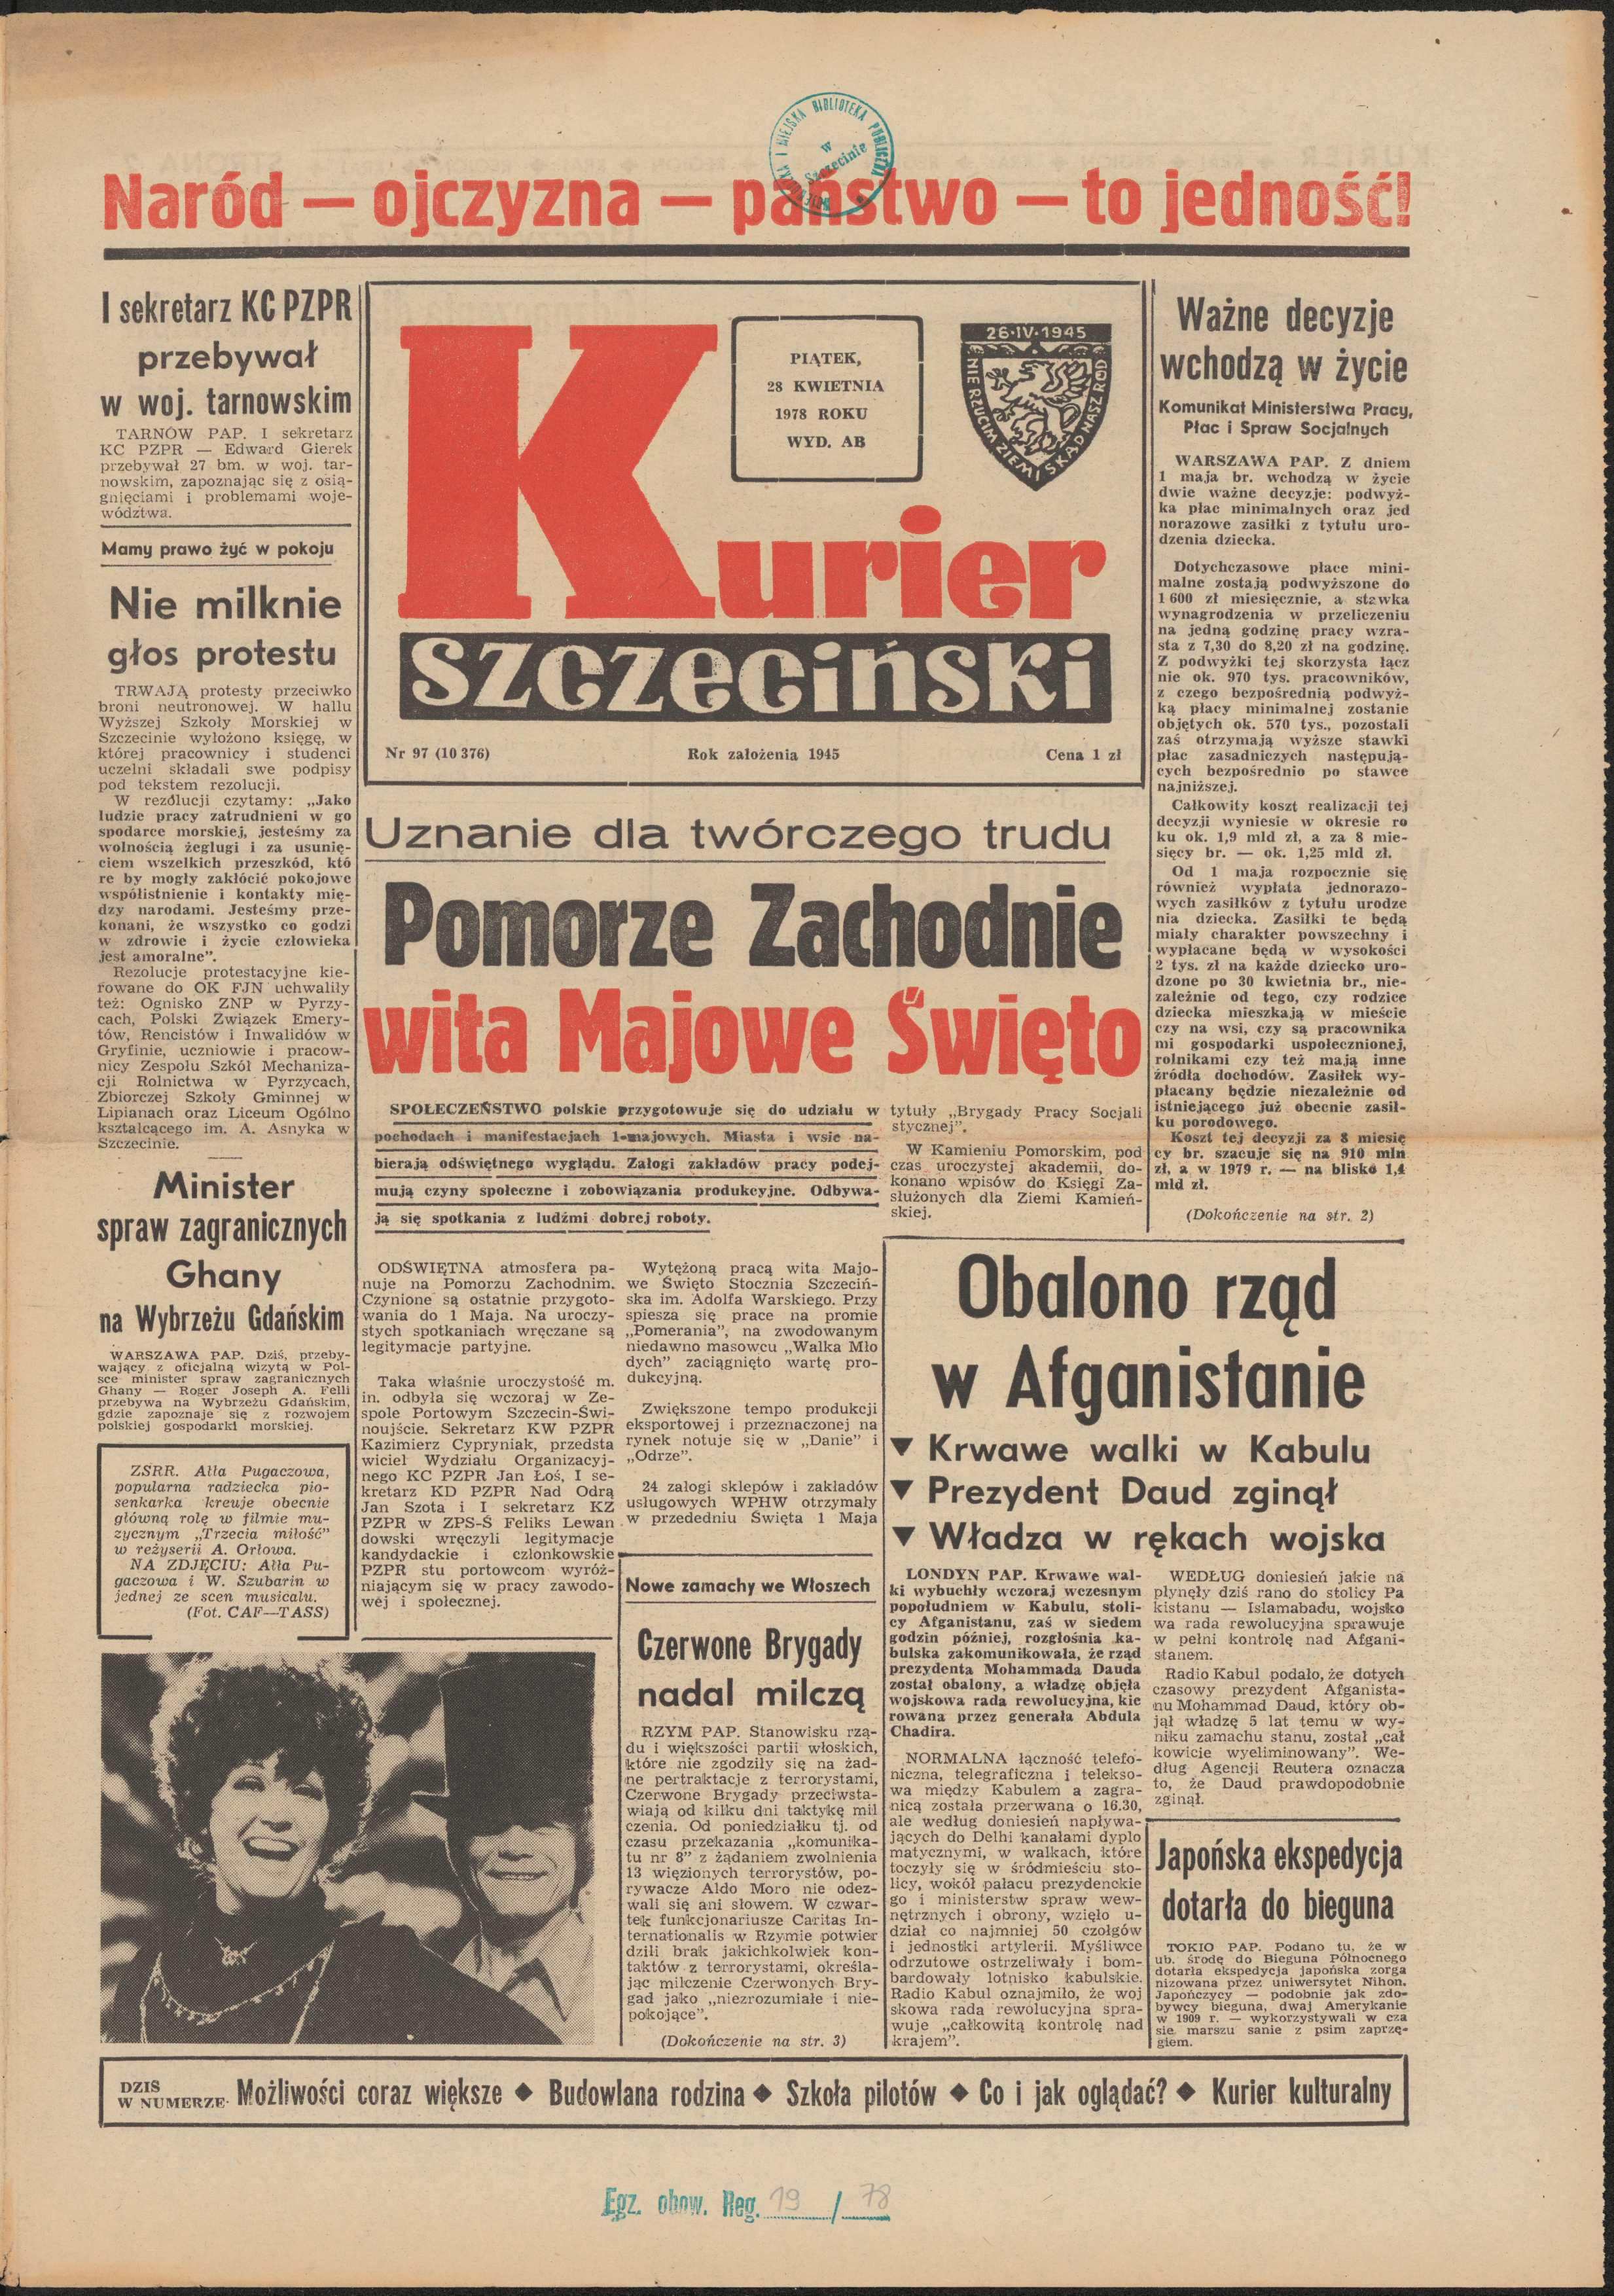 WOJEWÓDZKA I MIEJSKA BIBLIOTEKA PUBLICZNA
w
Szczecinie
Naród — ojczyzna — państwo — to jedność!
I sekretarz KC PZPR
przebywał
w woj. tarnowskim
TARNÓW PAP. I sekretarz
KC PZPR — Edward Gierek
przebywał 27 bm. w woj. tar-
nowskim, zapoznając się z osią-
gnięciami i problemami woje-
wództwa.
Mamy prawo żyć w pokoju
Nie milknie
głos protestu
TRWAJĄ protesty przeciwko
broni neutronowej. W hallu
Wyższej Szkoły Morskiej w
Szczecinie wyłożono księgę, w
której pracownicy i studenci
uczelni składali swe podpisy
pod tekstem rezolucji.
W rezolucji czytamy: „Jako
ludzie pracy zatrudnieni w go
spodarce morskiej, jesteśmy za
wolnością żeglugi i za usunię-
ciem wszelkich przeszkód, któ
re by mogły zakłócić pokojowe
współistnienie i kontakty mię-
dzy narodami. Jesteśmy prze-
konani, że wszystko co godzi
w zdrowie i życie człowieka
jest amoralne”.
Rezolucje protestacyjne kie-
rowane do OK FJN uchwaliły
też: Ognisko ZNP w Pyrzy-
cach, Polski Związek Emery-
tów, Rencistów i Inwalidów w
Gryfinie, uczniowie i pracow-
nicy Zespołu Szkół Mechaniza-
cji Rolnictwa w Pyrzycach,
Zbiorczej Szkoły Gminnej w
Lipianach oraz Liceum Ogólno
kształcącego im. A. Asnyka w
Szczecinie.
Minister
spraw zagranicznych
Ghany
na Wybrzeżu Gdańskim
WARSZAWA PAP. Dziś, przeby-
wający z oficjalną wizytą w Pol-
sce minister spraw zagranicznych
Ghany — Roger Joseph A. Felli
przebywa na Wybrzeżu Gdańskim,
gdzie zapoznaje się z rozwojem
polskiej gospodarki morskiej.
ZSRR. Ałła Pugaczowa,
popularna radziecka pio-
senkarka kreuje obecnie
główną rolę w filmie mu-
zycznym „Trzecia miłość”
w reżyserii A. Orłowa.
NA ZDJĘCIU: Ałła Pu-
gaczowa i W. Szubarin w
jednej ze scen musicalu.
(Fot. CAF—TASS)
PIĄTEK,
28 KWIETNIA
1978 ROKU
WYD. AB
26·IV·1945
NIE RZUCIM ZIEMI SKĄD NASZ RÓD
Kurier
SZCZECIŃSKI
Nr 97 (10 376)
Rok założenia 1945
Cena 1 zł
Uznanie dla twórczego trudu
Pomorze Zachodnie
wita Majowe Święto
SPOŁECZEŃSTWO polskie przygotowuje się do udziału w
pochodach i manifestacjach 1-majowych. Miasta i wsie na-
bierają odświętnego wyglądu. Załogi zakładów pracy podej-
mują czyny społeczne i zobowiązania produkcyjne. Odbywa-
ją się spotkania z ludźmi dobrej roboty.
ODŚWIĘTNA atmosfera pa-
nuje na Pomorzu Zachodnim.
Czynione są ostatnie przygoto-
wania do 1 Maja. Na uroczy-
stych spotkaniach wręczane są
legitymacje partyjne.
Taka właśnie uroczystość m.
in. odbyła się wczoraj w Ze-
spole Portowym Szczecin-Świ-
noujście. Sekretarz KW PZPR
Kazimierz Cypryniak, przedsta
wiciel Wydziału Organizacyj-
nego KC PZPR Jan Łoś, I se-
kretarz KD PZPR Nad Odrą
Jan Szota i I sekretarz KZ
PZPR w ZPS-Ś Feliks Lewan
dowski wręczyli legitymacje
kandydackie i członkowskie
PZPR stu portowcom wyróż-
niającym się w pracy zawodo-
wej i społecznej.
Wytężoną pracą wita Majo-
we Święto Stocznia Szczeciń-
ska im. Adolfa Warskiego. Przy
spiesza się prace na promie
„Pomerania”, na zwodowanym
niedawno masowcu „Walka Mło
dych” zaciągnięto wartę pro-
dukcyjną.
Zwiększone tempo produkcji
eksportowej i przeznaczonej na
rynek notuje się w „Danie” i
„Odrze”.
24 załogi sklepów i zakładów
usługowych WPHW otrzymały
w przededniu Święta 1 Maja
tytuły „Brygady Pracy Socjali
stycznej”.
W Kamieniu Pomorskim, pod
czas uroczystej akademii, do-
konano wpisów do Księgi Za-
służonych dla Ziemi Kamień-
skiej.
Nowe zamachy we Włoszech
Czerwone Brygady
nadal milczą
RZYM PAP. Stanowisku rzą-
du i większości partii włoskich,
które nie zgodziły się na żad-
ne pertraktacje z terrorystami,
Czerwone Brygady przeciwsta-
wiają od kilku dni taktykę mil
czenia. Od poniedziałku tj. od
czasu przekazania „komunika-
tu nr 8” z żądaniem zwolnienia
13 więzionych terrorystów, po-
rywacze Aldo Moro nie odez-
wali się ani słowem. W czwar-
tek funkcjonariusze Caritas In-
ternationalis w Rzymie potwier
dzili brak jakichkolwiek kon-
taktów z terrorystami, określa-
jąc milczenie Czerwonych Bry-
gad jako „niezrozumiałe i nie-
pokojące”.
(Dokończenie na str. 3)
Ważne decyzje
wchodzą w życie
Komunikat Ministerstwa Pracy,
Płac i Spraw Socjalnych
WARSZAWA PAP. Z dniem
1 maja br. wchodzą w życie
dwie ważne decyzje: podwyż-
ka płac minimalnych oraz jed
norazowe zasiłki z tytułu uro-
dzenia dziecka.
Dotychczasowe płace mini-
malne zostają podwyższone do
1 600 zł miesięcznie, a stawka
wynagrodzenia w przeliczeniu
na jedną godzinę pracy wzra-
sta z 7,30 do 8,20 zł na godzinę.
Z podwyżki tej skorzysta łącz
nie ok. 970 tys. pracowników,
z czego bezpośrednią podwyż-
ką płacy minimalnej zostanie
objętych ok. 570 tys., pozostali
zaś otrzymają wyższe stawki
płac zasadniczych następują-
cych bezpośrednio po stawce
najniższej.
Całkowity koszt realizacji tej
decyzji wyniesie w okresie ro
ku ok. 1,9 mld zł, a za 8 mie-
sięcy br. — ok. 1,25 mld zł.
Od 1 maja rozpocznie się
również wypłata jednorazo-
wych zasiłków z tytułu urodze
nia dziecka. Zasiłki te będą
miały charakter powszechny i
wypłacane będą w wysokości
2 tys. zł na każde dziecko uro-
dzone po 30 kwietnia br., nie-
zależnie od tego, czy rodzice
dziecka mieszkają w mieście
czy na wsi, czy są pracownika
mi gospodarki uspołecznionej,
rolnikami czy też mają inne
źródła dochodów. Zasiłek wy-
płacany będzie niezależnie od
istniejącego już obecnie zasił-
ku porodowego.
Koszt tej decyzji za 8 miesię
cy br. szacuje się na 910 mln
zł, a w 1979 r. — na blisko 1,4
mld zł.
(Dokończenie na str. 2)
Obalono rząd
w Afganistanie
▼ Krwawe walki w Kabulu
▼ Prezydent Daud zginął
▼ Władza w rękach wojska
LONDYN PAP. Krwawe wal-
ki wybuchły wczoraj wczesnym
popołudniem w Kabulu, stoli-
cy Afganistanu, zaś w siedem
godzin później, rozgłośnia ka-
bulska zakomunikowała, że rząd
prezydenta Mohammada Dauda
został obalony, a władzę objęła
wojskowa rada rewolucyjna, kie
rowana przez generała Abdula
Chadira.
NORMALNA łączność telefo-
niczna, telegraficzna i telekso-
wa między Kabulem a zagra-
nicą została przerwana o 16.30,
ale według doniesień napływa-
jących do Delhi kanałami dyplo
matycznymi, w walkach, które
toczyły się w śródmieściu sto-
licy, wokół pałacu prezydenckie
go i ministerstw spraw wew-
nętrznych i obrony, wzięło u-
dział co najmniej 50 czołgów
i jednostki artylerii. Myśliwce
odrzutowe ostrzeliwały i bom-
bardowały lotnisko kabulskie.
Radio Kabul oznajmiło, że woj
skowa rada rewolucyjna spra-
wuje „całkowitą kontrolę nad
krajem”.
WEDŁUG doniesień jakie na
płynęły dziś rano do stolicy Pa
kistanu — Islamabadu, wojsko
wa rada rewolucyjna sprawuje
w pełni kontrolę nad Afgani-
stanem.
Radio Kabul podało, że dotych
czasowy prezydent Afganista-
nu Mohammad Daud, który ob-
jął władzę 5 lat temu w wy-
niku zamachu stanu, został „cał
kowicie wyeliminowany”. We-
dług Agencji Reutera oznacza
to, że Daud prawdopodobnie
zginął.
Japońska ekspedycja
dotarła do bieguna
TOKIO PAP. Podano tu, że w
ub. środę do Bieguna Północnego
dotarła ekspedycja japońska zorga
nizowana przez uniwersytet Nihon.
Japończycy — podobnie jak zdo-
bywcy bieguna, dwaj Amerykanie
w 1909 r. — wykorzystywali w cza
sie marszu sanie z psim zaprzę-
giem.
DZIŚ
W NUMERZE: Możliwości coraz większe ◆ Budowlana rodzina ◆ Szkoła pilotów ◆ Co i jak oglądać? ◆ Kurier kulturalny
Egz. obow. Reg. 19 / 78